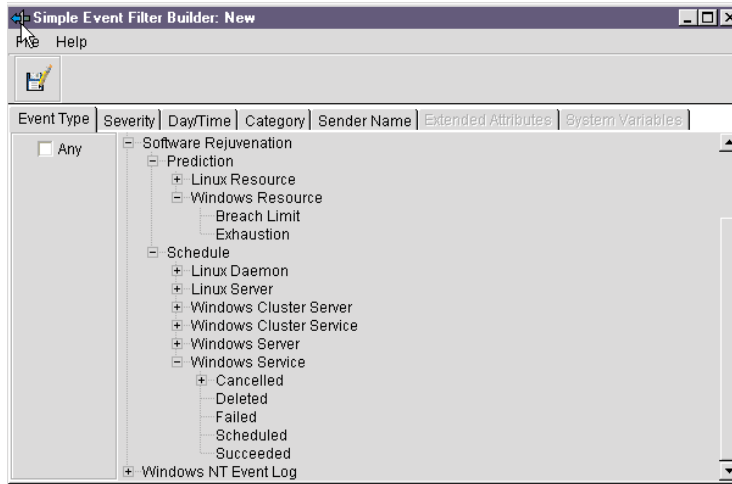 Simple Event Filter Builder: New
File Help
Event Type Severity Day/Time Category Sender Name Extended Attributes System Variables
Any
Software Rejuvenation
Prediction
Linux Resource
Windows Resource
Breach Limit
Exhaustion
Schedule
Linux Daemon
Linux Server
Windows Cluster Server
Windows Cluster Service
Windows Server
Windows Service
Cancelled
Deleted
Failed
Scheduled
Succeeded
Windows NT Event Log